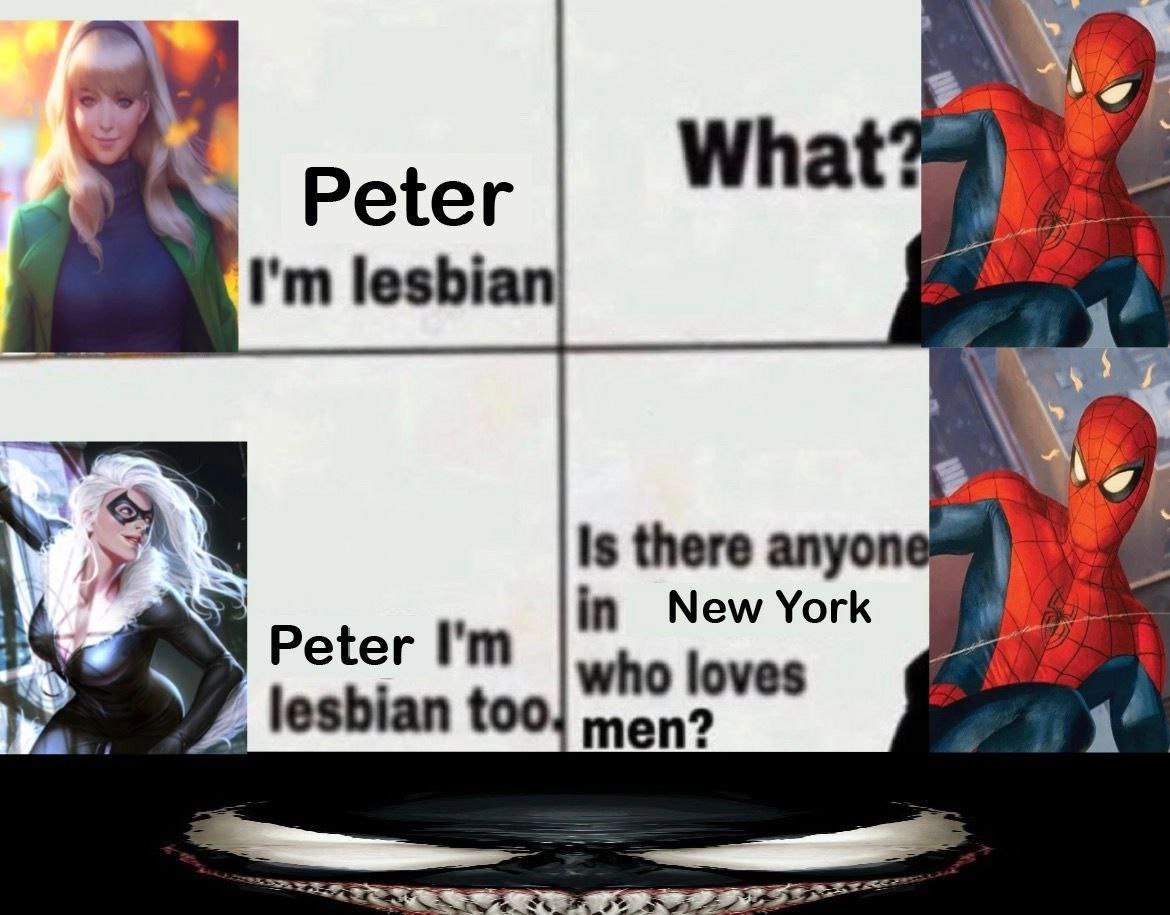 Peter
I'm lesbian
What?
Peter I'm
lesbian too.
Is there anyone
in New York
who loves
men?